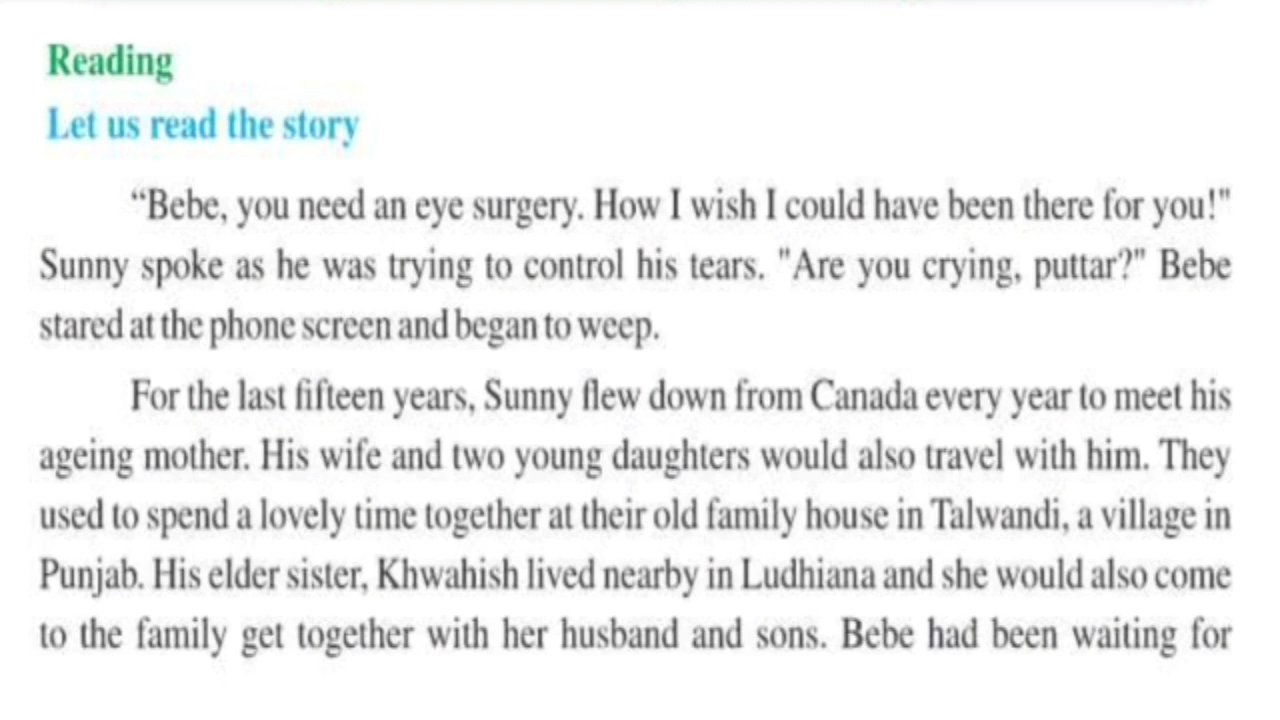 Reading
Let us read the story
“Bebe, you need an eye surgery. How I wish I could have been there for you!"
Sunny spoke as he was trying to control his tears. "Are you crying, puttar?" Bebe
stared at the phone screen and began to weep.
For the last fifteen years, Sunny flew down from Canada every year to meet his
ageing mother. His wife and two young daughters would also travel with him. They
used to spend a lovely time together at their old family house in Talwandi, a village in
Punjab. His elder sister, Khwahish lived nearby in Ludhiana and she would also come
to the family get together with her husband and sons. Bebe had been waiting for